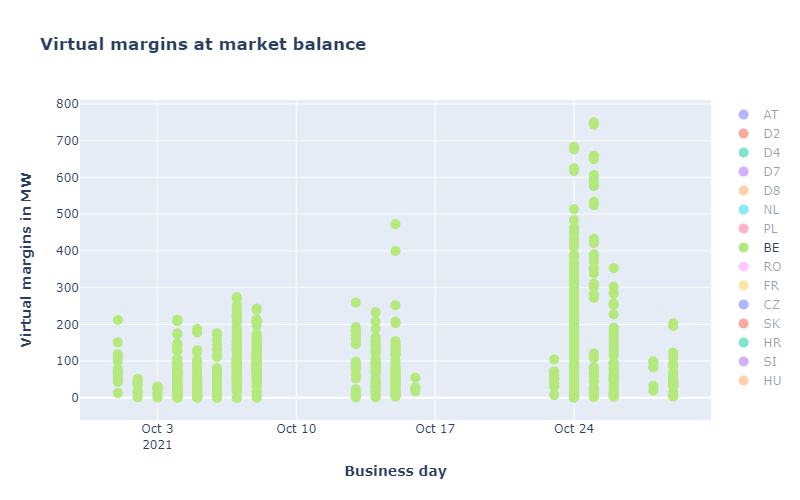 Virtual margins at market balance
Virtual margins in MW
800
700
600
500
400
300
200
100
0
Oct 3
2021
Oct 10
Oct 17
Oct 24
Business day
AT
D2
D4
D7
D8
NL
PL
BE
RO
FR
CZ
SK
HR
SI
HU